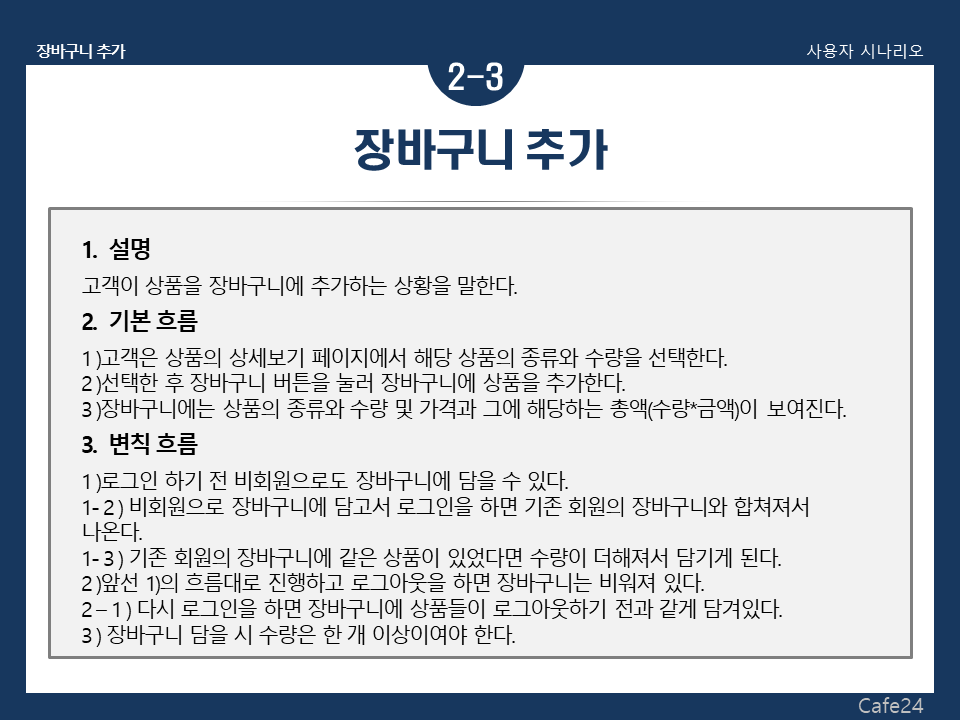 장바구니 추가
사용자 시나리오
2-3
장바구니 추가
1. 설명
고객이 상품을 장바구니에 추가하는 상황을 말한다.
2. 기본 흐름
1)고객은 상품의 상세보기 페이지에서 해당 상품의 종류와 수량을 선택한다.
2)선택한 후 장바구니 버튼을 눌러 장바구니에 상품을 추가한다.
3)장바구니에는 상품의 종류와 수량 및 가격과 그에 해당하는 총액(수량*금액)이 보여진다.
3. 변칙 흐름
1)로그인 하기 전 비회원으로도 장바구니에 담을 수 있다.
1-2) 비회원으로 장바구니에 담고서 로그인을 하면 기존 회원의 장바구니와 합쳐져서
나온다.
1-3) 기존 회원의 장바구니에 같은 상품이 있었다면 수량이 더해져서 담기게 된다.
2)앞선 1)의 흐름대로 진행하고 로그아웃을 하면 장바구니는 비워져 있다.
2–1) 다시 로그인을 하면 장바구니에 상품들이 로그아웃하기 전과 같게 담겨있다.
3) 장바구니 담을 시 수량은 한 개 이상이여야 한다.
Cafe24